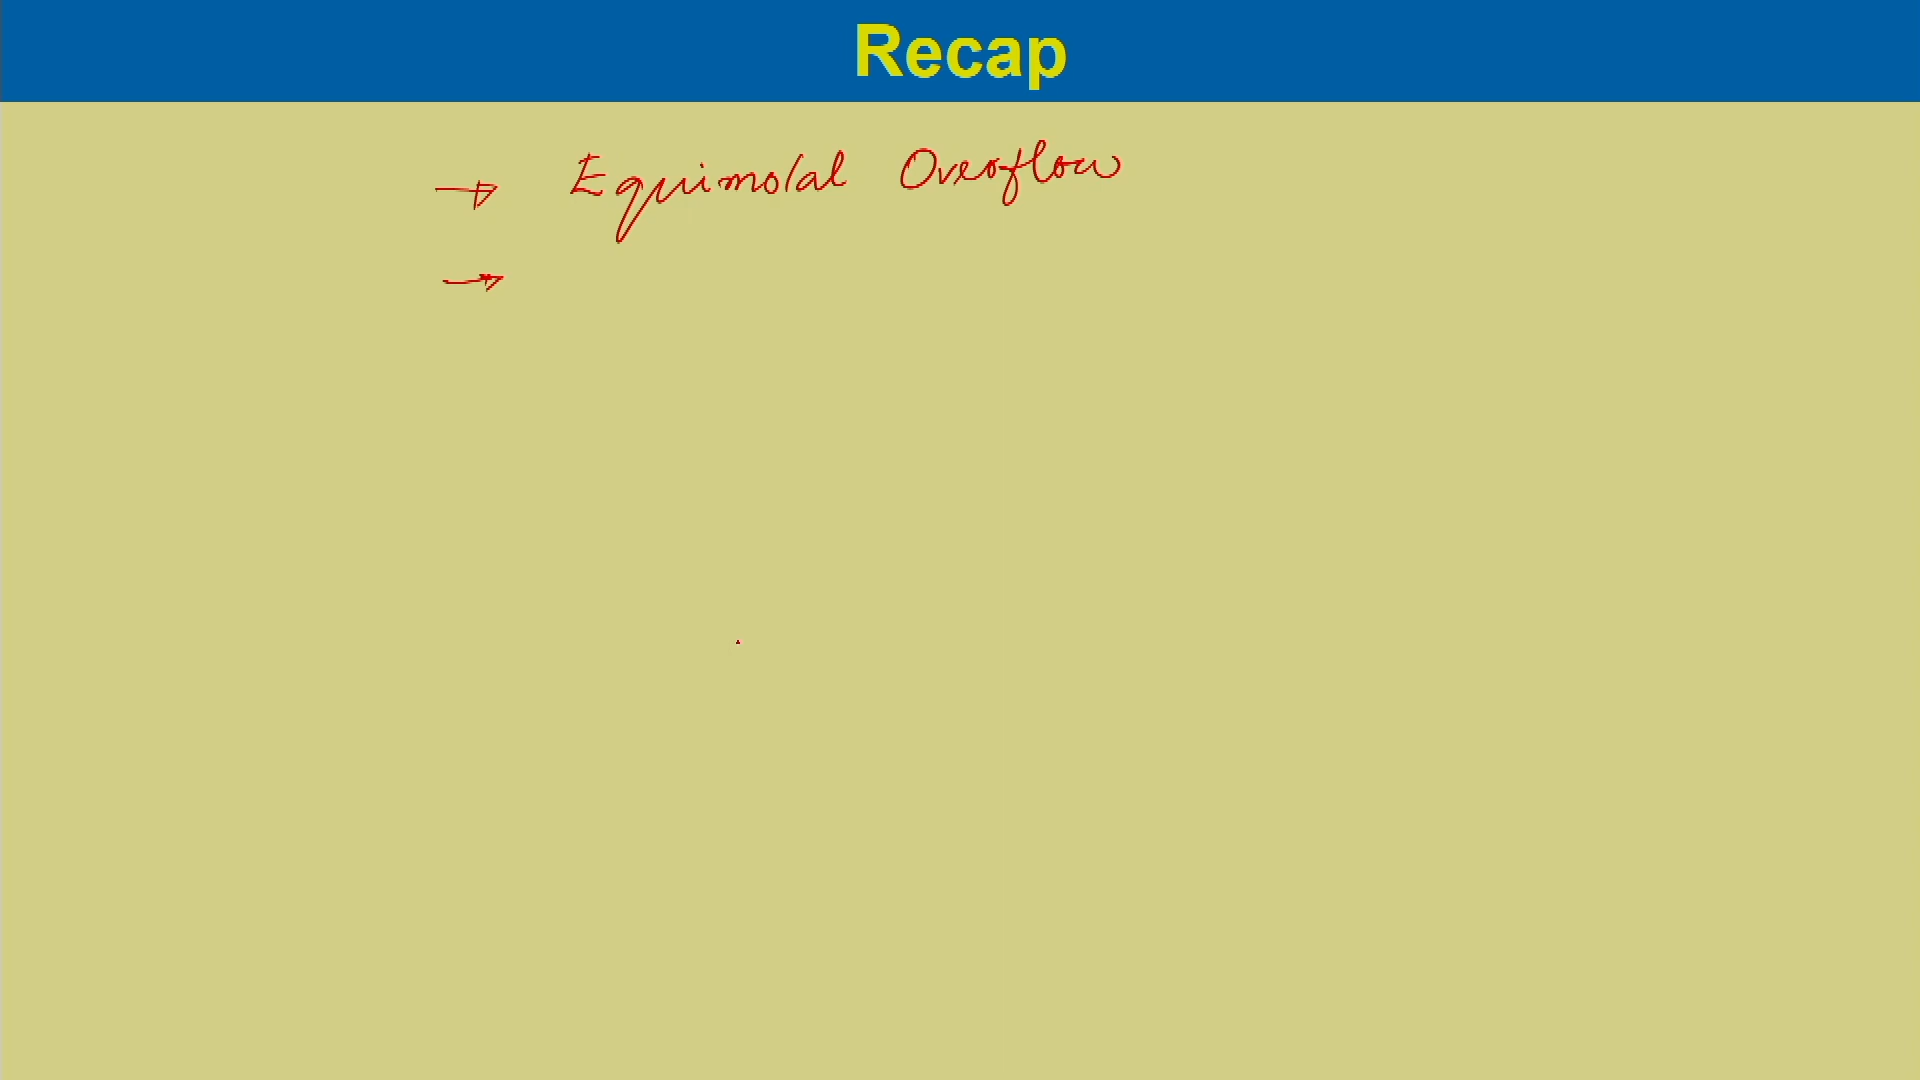 Recap
→ Equimolal Overflow
→